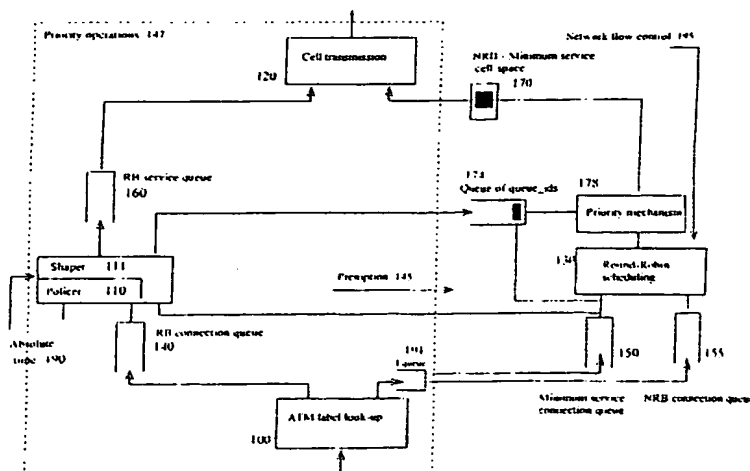 Priority operations 147
Network flow control 195
Cell transmission
120
NRB - Minimum service
cell space
170
RB service queue
160
174
Queue of queue_ids
178
Priority mechanism
Shaper 111
Policer 110
130
Round-Robin
scheduling
Preemption 145
Absolute
time 190
RB connection queue
140
191
150
155
Minimum service
connection queue
NRB connection queue
ATM label look-up
100